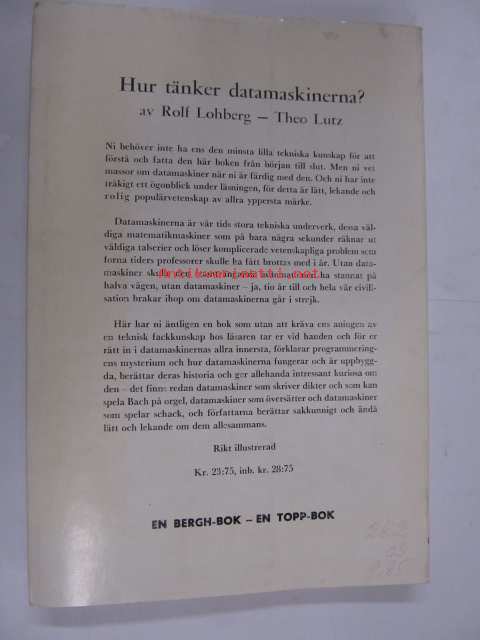 Hur tänker datamaskinerna?
av Rolf Lohberg – Theo Lutz
Ni behöver inte ha ens den minsta lilla tekniska kunskap för att
förstå och fatta den här boken från början till slut. Men ni vet
massor om datamaskiner när ni är färdig med den. Och ni har inte
tråkigt ett ögonblick under läsningen, för detta är lätt, lekande och
rolig populärvetenskap av allra yppersta märke.
Datamaskinerna är vår tids stora tekniska underverk, dessa väl-
diga matematikmaskiner som på bara några sekunder räknar ut
väldiga talserier och löser komplicerade vetenskapliga problem som
forna tiders professorer skulle ha fått brottas med i år. Utan data-
maskiner skulle den automatiska ha stannat på
halva vägen, utan datamaskiner – ja, tio år till och hela vår civili-
sation brakar ihop om datamaskinerna går i strejk.
Antikvariaatti.net
Här har ni äntligen en bok som utan att kräva ens aningen av
en teknisk fackkunskap hos läsaren tar er vid handen och för er
rätt in i datamaskinernas allra innersta, förklarar programmering-
ens mysterium och hur datamaskinerna fungerar och är uppbygg-
da, berättar deras historia och ger allehanda intressant kuriosa om
den – det finns redan datamaskiner som skriver dikter och som kan
spela Bach på orgel, datamaskiner som översätter och datamaskiner
som spelar schack, och författarna berättar sakkunnigt och ändå
lätt och lekande om dem allesammans.
Rikt illustrerad
Kr. 23:75, inb. kr. 28:75
EN BERGH-BOK – EN TOPP-BOK